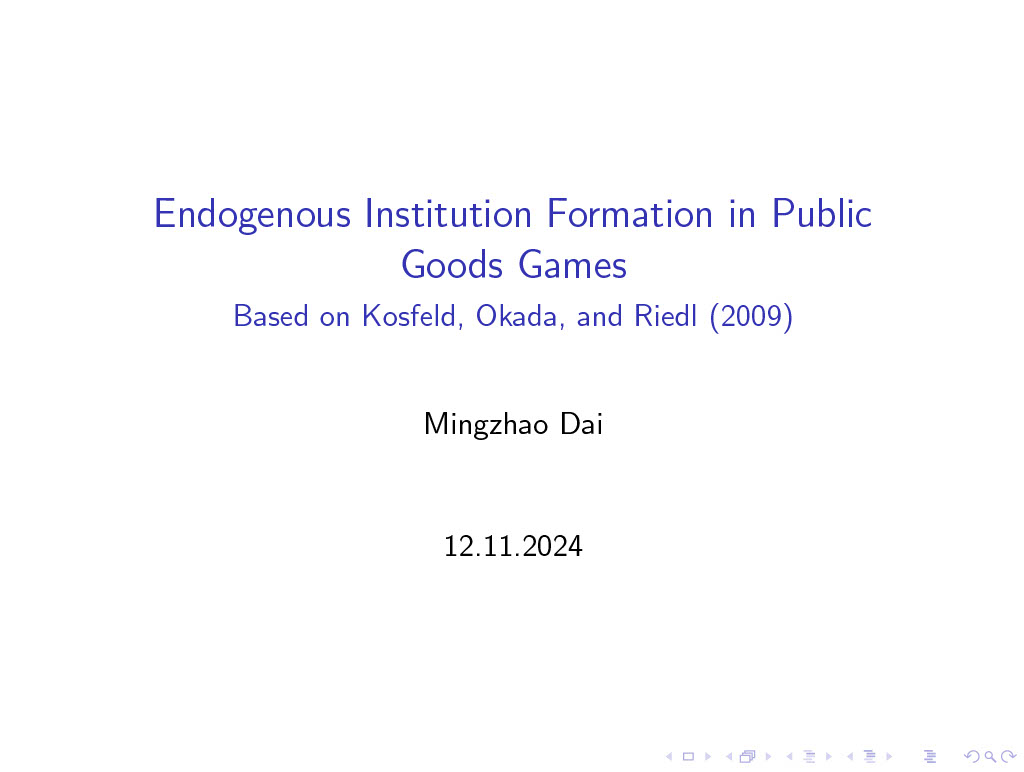 Endogenous Institution Formation in Public
Goods Games
Based on Kosfeld, Okada, and Riedl (2009)
Mingzhao Dai
12.11.2024